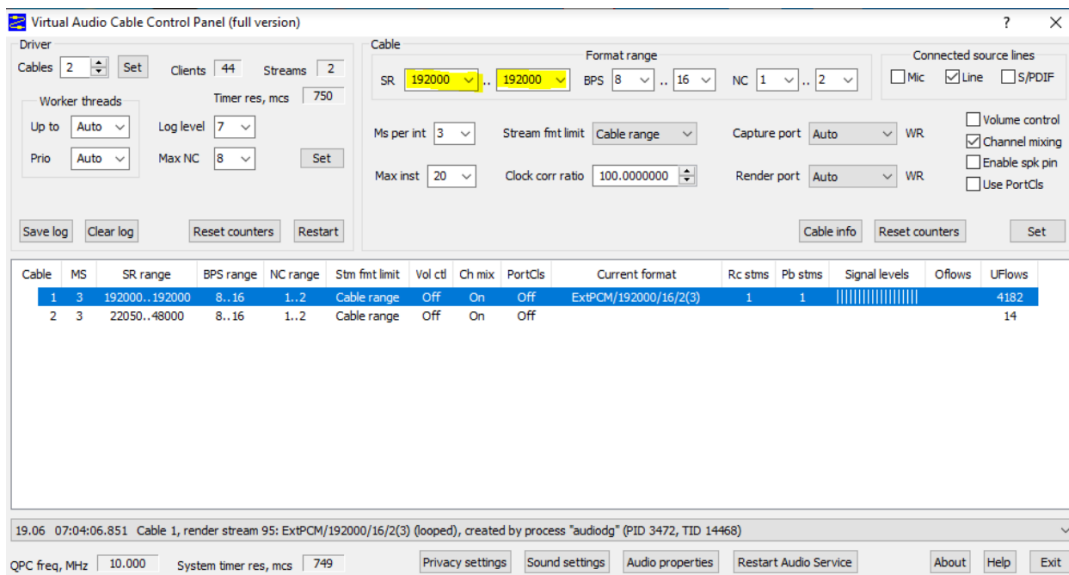 Virtual Audio Cable Control Panel (full version) ? ×
Driver
Cables 2 Set Clients 44 Streams 2
Worker threads
Timer res, mcs 750
Up to Auto Log level 7
Prio Auto Max NC 8 Set
Save log Clear log Reset counters Restart
Cable
Format range
SR 192000 .. 192000 BPS 8 .. 16 NC 1 .. 2
Connected source lines
Mic Line S/PDIF
Ms per int 3 Stream fmt limit Cable range Capture port Auto WR
Max inst 20 Clock corr ratio 100.0000000 Render port Auto WR
Volume control
Channel mixing
Enable spk pin
Use PortCls
Cable info Reset counters Set
Cable MS SR range BPS range NC range Stm fmt limit Vol ctl Ch mix PortCls Current format Rc stms Pb stms Signal levels Oflows UFlows
1 3 192000..192000 8..16 1..2 Cable range Off On Off ExtPCM/192000/16/2(3) 1 1 4182
2 3 22050..48000 8..16 1..2 Cable range Off On Off 14
19.06 07:04:06.851 Cable 1, render stream 95: ExtPCM/192000/16/2(3) (looped), created by process "audiodg" (PID 3472, TID 14468)
QPC freq, MHz 10.000 System timer res, mcs 749 Privacy settings Sound settings Audio properties Restart Audio Service About Help Exit